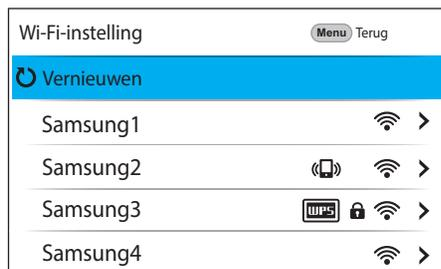 Wi-Fi-instelling Menu Terug
Vernieuwen
Samsung1
Samsung2
Samsung3 WPS
Samsung4